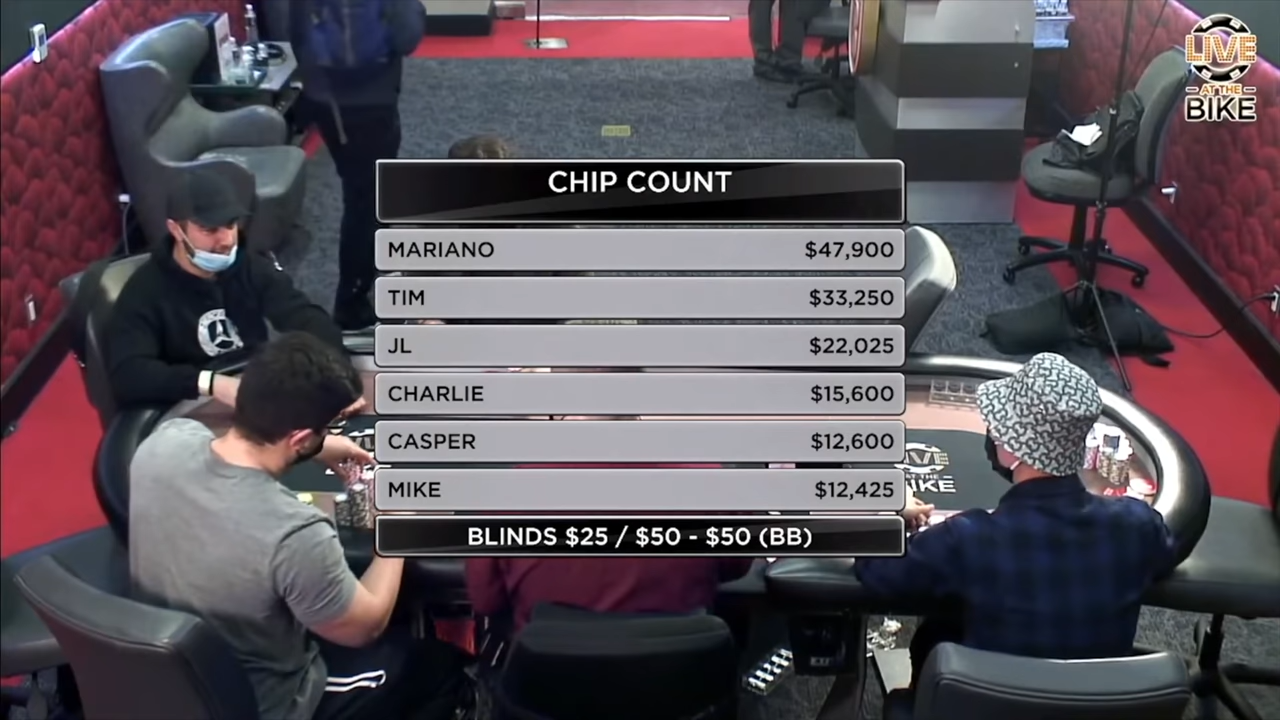 LIVE
AT THE
BIKE
CHIP COUNT
MARIANO $47,900
TIM $33,250
JL $22,025
CHARLIE $15,600
CASPER $12,600
MIKE $12,425
BLINDS $25 / $50 - $50 (BB)